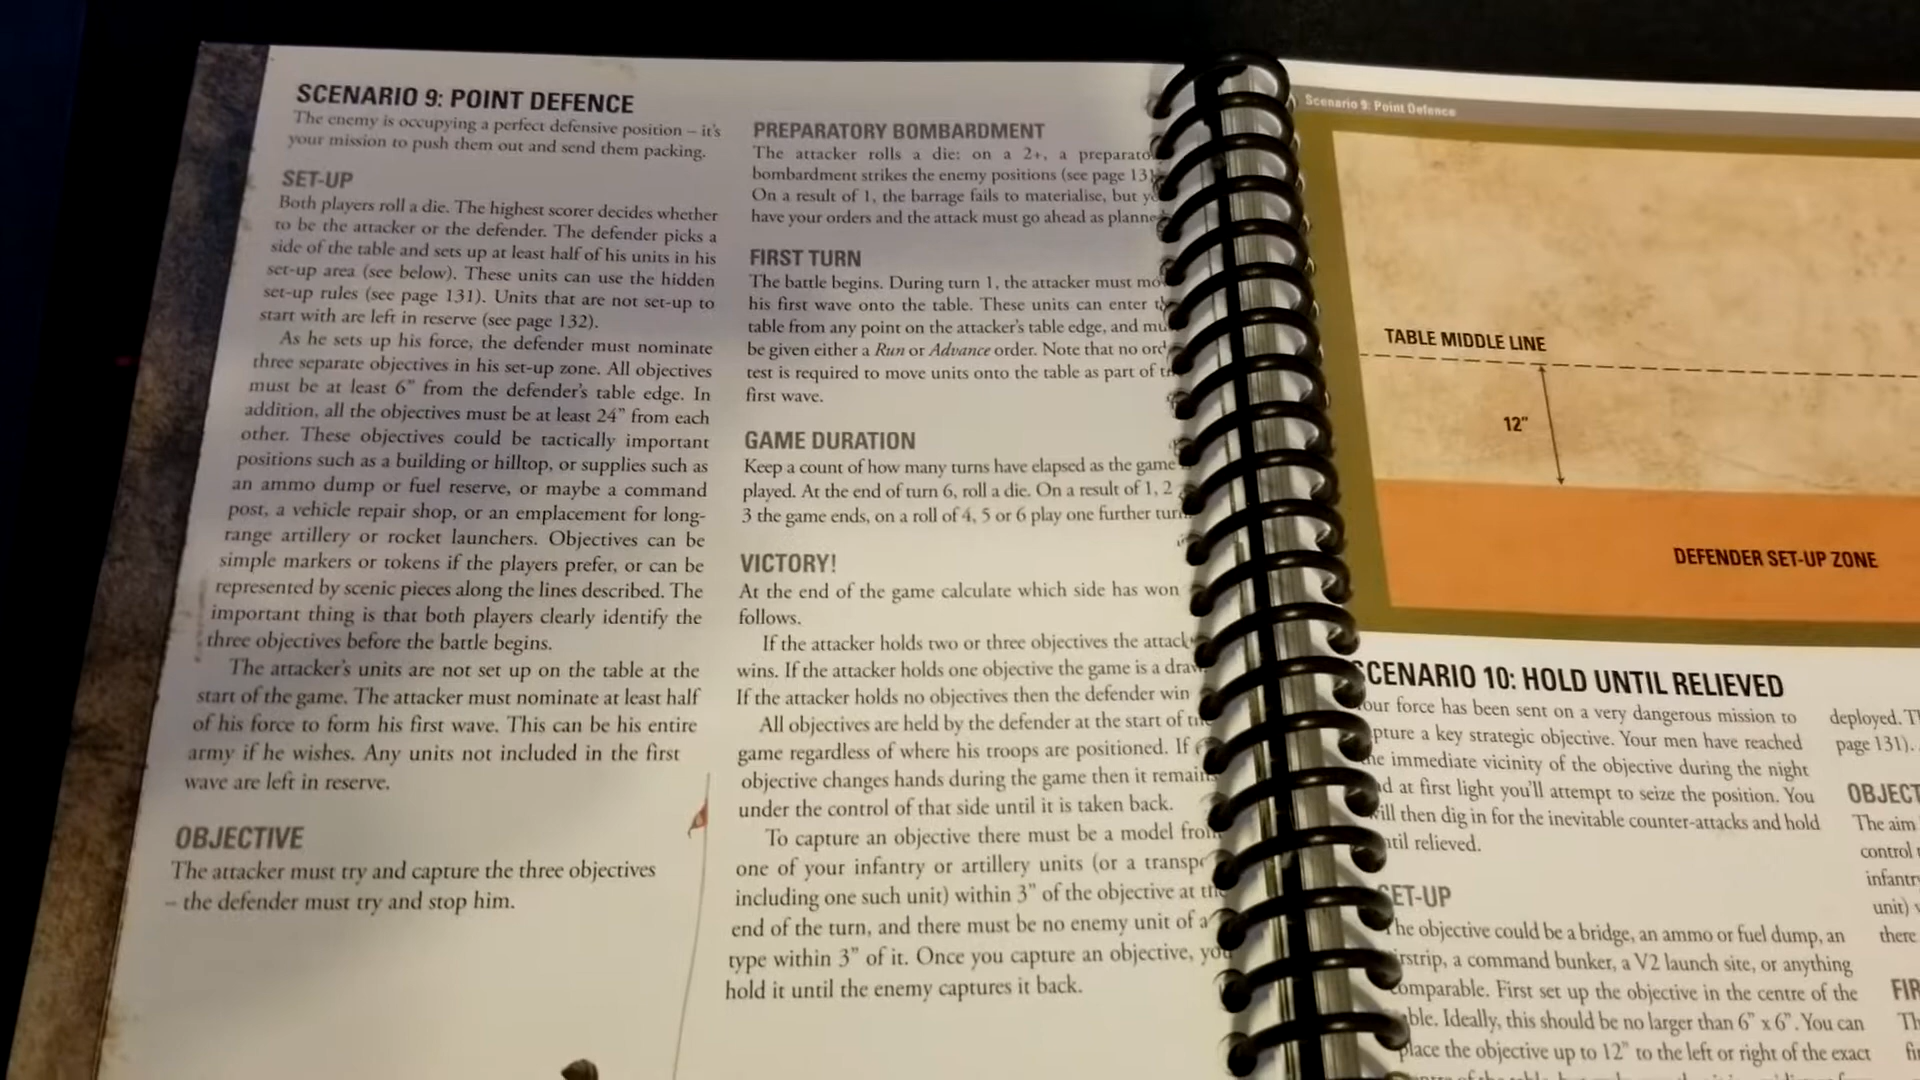 SCENARIO 9: POINT DEFENCE
The enemy is occupying a perfect defensive position – it's
your mission to push them out and send them packing.
SET-UP
Both players roll a die. The highest scorer decides whether
to be the attacker or the defender. The defender picks a
side of the table and sets up at least half of his units in his
set-up area (see below). These units can use the hidden
set-up rules (see page 131). Units that are not set-up to
start with are left in reserve (see page 132).
As he sets up his force, the defender must nominate
three separate objectives in his set-up zone. All objectives
must be at least 6" from the defender's table edge. In
addition, all the objectives must be at least 24" from each
other. These objectives could be tactically important
positions such as a building or hilltop, or supplies such as
an ammo dump or fuel reserve, or maybe a command
post, a vehicle repair shop, or an emplacement for long-
range artillery or rocket launchers. Objectives can be
simple markers or tokens if the players prefer, or can be
represented by scenic pieces along the lines described. The
important thing is that both players clearly identify the
three objectives before the battle begins.
The attacker's units are not set up on the table at the
start of the game. The attacker must nominate at least half
of his force to form his first wave. This can be his entire
army if he wishes. Any units not included in the first
wave are left in reserve.
OBJECTIVE
The attacker must try and capture the three objectives
– the defender must try and stop him.
PREPARATORY BOMBARDMENT
The attacker rolls a die: on a 2+, a preparato
bombardment strikes the enemy positions (see page 131
On a result of 1, the barrage fails to materialise, but
have your orders and the attack must go ahead as planne
FIRST TURN
The battle begins. During turn 1, the attacker must mo
his first wave onto the table. These units can enter
table from any point on the attacker's table edge, and mu
be given either a Run or Advance order. Note that no ord
test is required to move units onto the table as part of
first wave.
GAME DURATION
Keep a count of how many turns have elapsed as the game
played. At the end of turn 6, roll a die. On a result of 1, 2
3 the game ends, on a roll of 4, 5 or 6 play one further turn
VICTORY!
At the end of the game calculate which side has won
follows.
If the attacker holds two or three objectives the attack
wins. If the attacker holds one objective the game is a draw
If the attacker holds no objectives then the defender win
All objectives are held by the defender at the start of
game regardless of where his troops are positioned. If
objective changes hands during the game then it remain
under the control of that side until it is taken back.
To capture an objective there must be a model from
one of your infantry or artillery units (or a transp
including one such unit) within 3" of the objective at the
end of the turn, and there must be no enemy unit of a
type within 3" of it. Once you capture an objective, you
hold it until the enemy captures it back.
Scenario 9: Point Defence
TABLE MIDDLE LINE
12"
DEFENDER SET-UP ZONE
SCENARIO 10: HOLD UNTIL RELIEVED
our force has been sent on a very dangerous mission to
pture a key strategic objective. Your men have reached
he immediate vicinity of the objective during the night
d at first light you'll attempt to seize the position. You
ill then dig in for the inevitable counter-attacks and hold
til relieved.
SET-UP
The objective could be a bridge, an ammo or fuel dump, an
irstrip, a command bunker, a V2 launch site, or anything
comparable. First set up the objective in the centre of the
ble. Ideally, this should be no larger than 6" x 6". You can
place the objective up to 12" to the left or right of the exact
deployed. T
page 131).
OBJECT
The aim
control
infantr
unit)
there
FIR
Th
fi